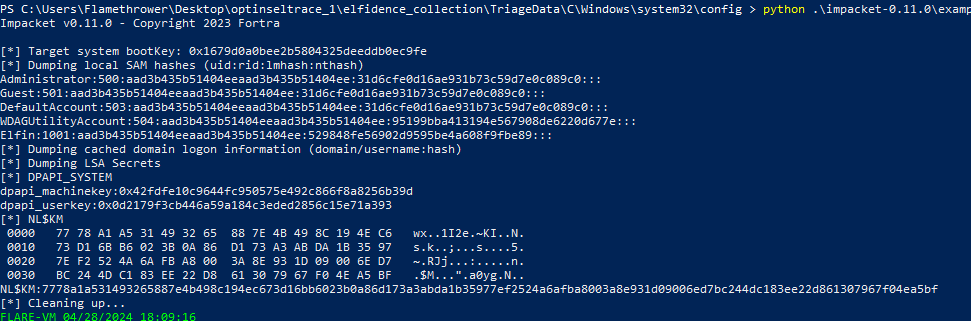 PS C:\Users\Flamethrower\Desktop\optinseltrace_1\elfidence_collection\TriageData\C\Windows\system32\config > python .\impacket-0.11.0\examp
Impacket v0.11.0 - Copyright 2023 Fortra
[*] Target system bootKey: 0x1679d0a0bee2b5804325deeddb0ec9fe
[*] Dumping local SAM hashes (uid:rid:lmhash:nthash)
Administrator:500:aad3b435b51404eeaad3b435b51404ee:31d6cfe0d16ae931b73c59d7e0c089c0:::
Guest:501:aad3b435b51404eeaad3b435b51404ee:31d6cfe0d16ae931b73c59d7e0c089c0:::
DefaultAccount:503:aad3b435b51404eeaad3b435b51404ee:31d6cfe0d16ae931b73c59d7e0c089c0:::
WDAGUtilityAccount:504:aad3b435b51404eeaad3b435b51404ee:95199bba413194e567908de6220d677e:::
Elfin:1001:aad3b435b51404eeaad3b435b51404ee:529848fe56902d9595be4a608f9fbe89:::
[*] Dumping cached domain logon information (domain/username:hash)
[*] Dumping LSA Secrets
[*] DPAPI_SYSTEM
dpapi_machinekey:0x42fdfe10c9644fc950575e492c866f8a8256b39d
dpapi_userkey:0x0d2179f3cb446a59a184c3eded2856c15e71a393
[*] NL$KM
0000 77 78 A1 A5 31 49 32 65 88 7E 4B 49 8C 19 4E C6 wx..1I2e.~KI..N.
0010 73 D1 6B B6 02 3B 0A 86 D1 73 A3 AB DA 1B 35 97 s.k..;...s....5.
0020 7E F2 52 4A 6A FB A8 00 3A 8E 93 1D 09 00 6E D7 ~.RJj...:.....n.
0030 BC 24 4D C1 83 EE 22 D8 61 30 79 67 F0 4E A5 BF .$M...".a0yg.N..
NL$KM:7778a1a531493265887e4b498c194ec673d16bb6023b0a86d173a3abda1b35977ef2524a6afba8003a8e931d09006ed7bc244dc183ee22d861307967f04ea5bf
[*] Cleaning up...
FLARE-VM 04/28/2024 18:09:16